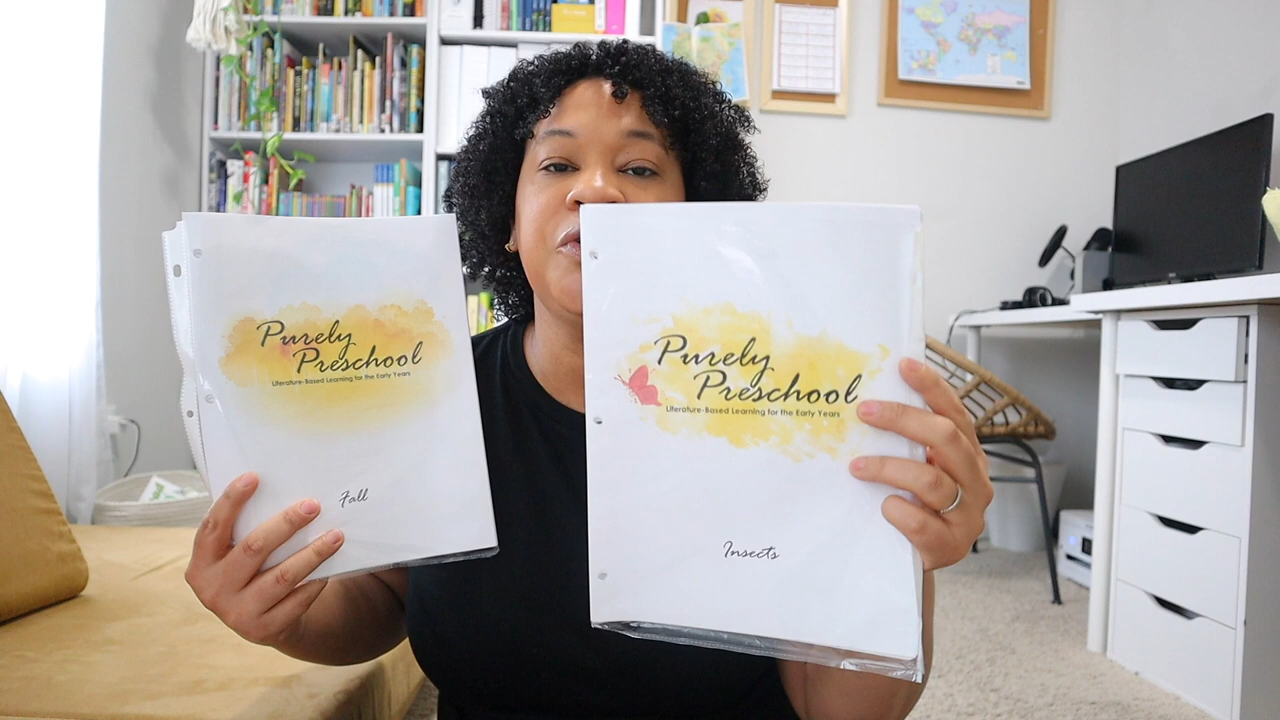 Purely
Preschool
Literature-Based Learning for the Early Years
Fall
Purely
Preschool
Literature-Based Learning for the Early Years
Insects